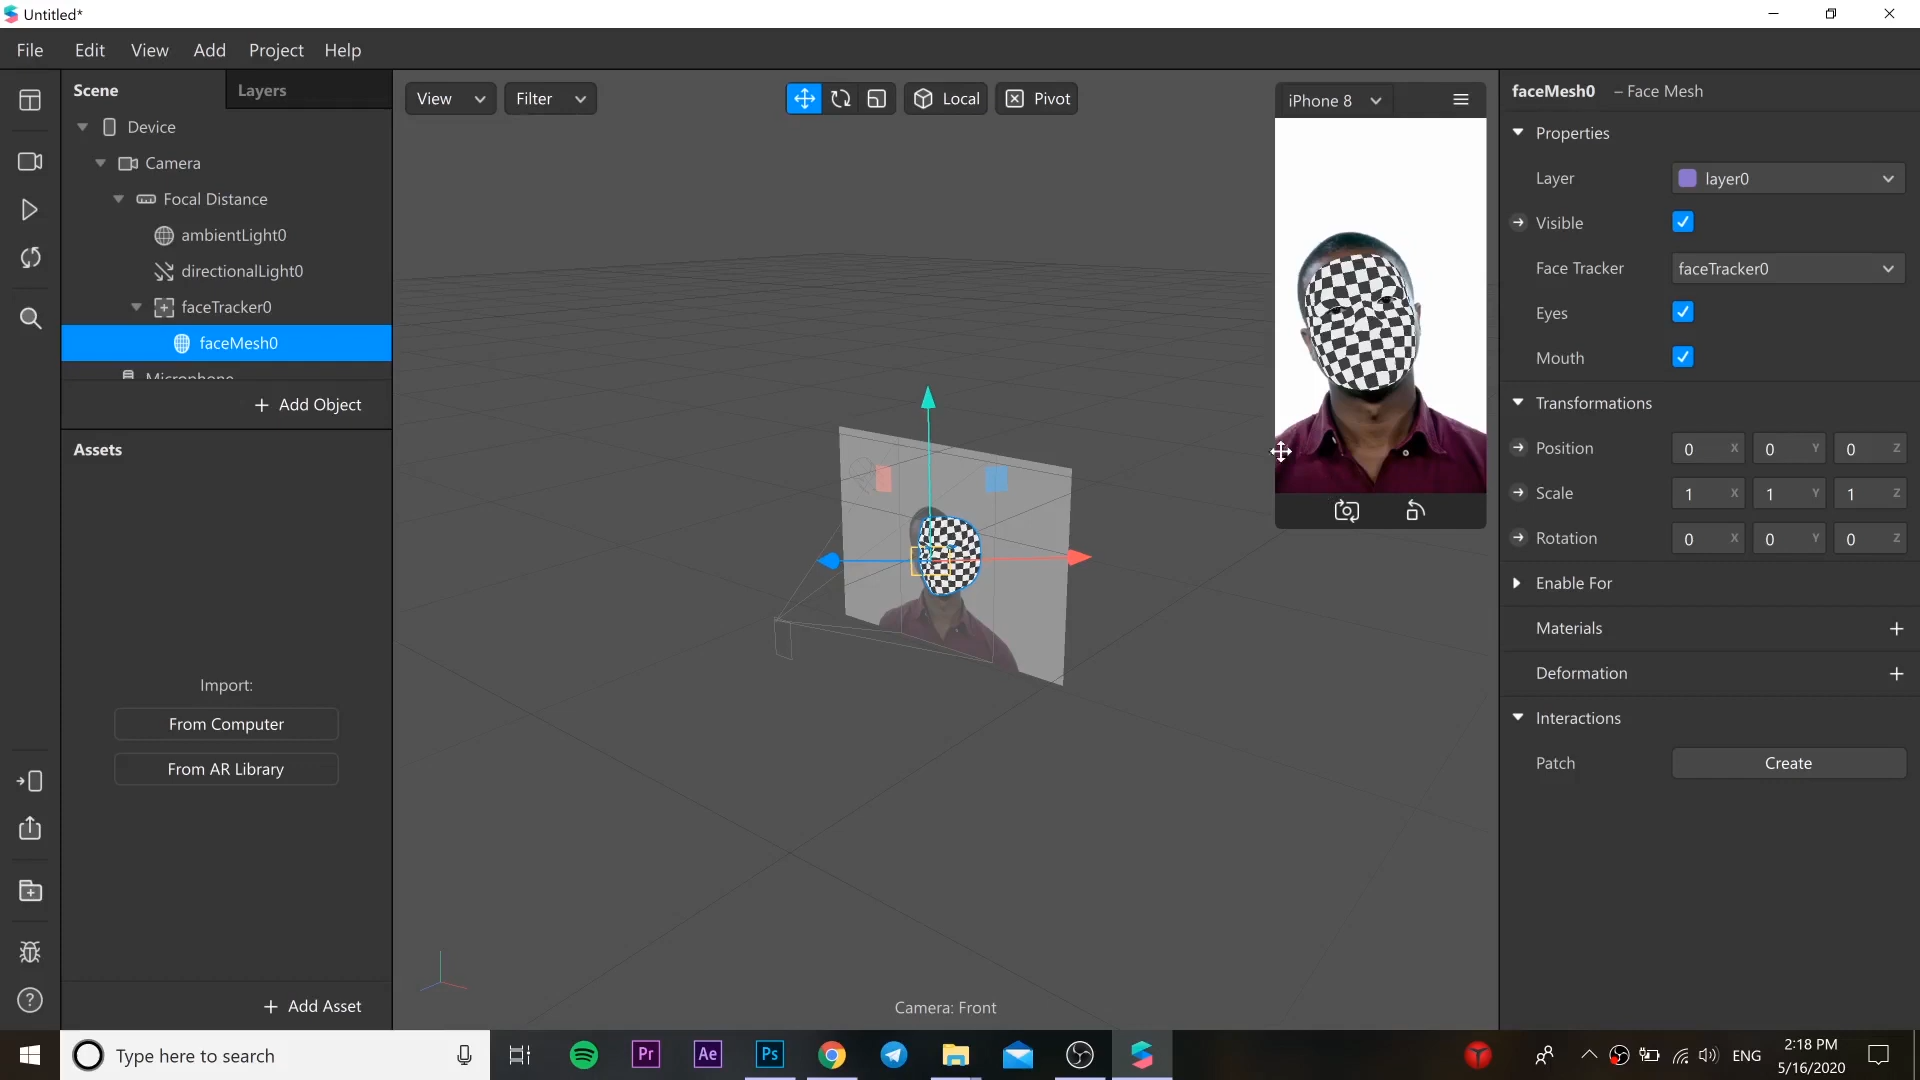 Untitled*
File Edit View Add Project Help
Scene Layers
Device
Camera
Focal Distance
ambientLight0
directionalLight0
faceTracker0
faceMesh0
Microphone
+ Add Object
Assets
Import:
From Computer
From AR Library
+ Add Asset
View Filter Local Pivot
iPhone 8
Camera: Front
faceMesh0 – Face Mesh
Properties
Layer layer0
Visible
Face Tracker faceTracker0
Eyes
Mouth
Transformations
Position 0 X 0 Y 0 Z
Scale 1 X 1 Y 1 Z
Rotation 0 X 0 Y 0 Z
Enable For
Materials +
Deformation +
Interactions
Patch Create
Type here to search
Pr Ae Ps
ENG
2:18 PM
5/16/2020